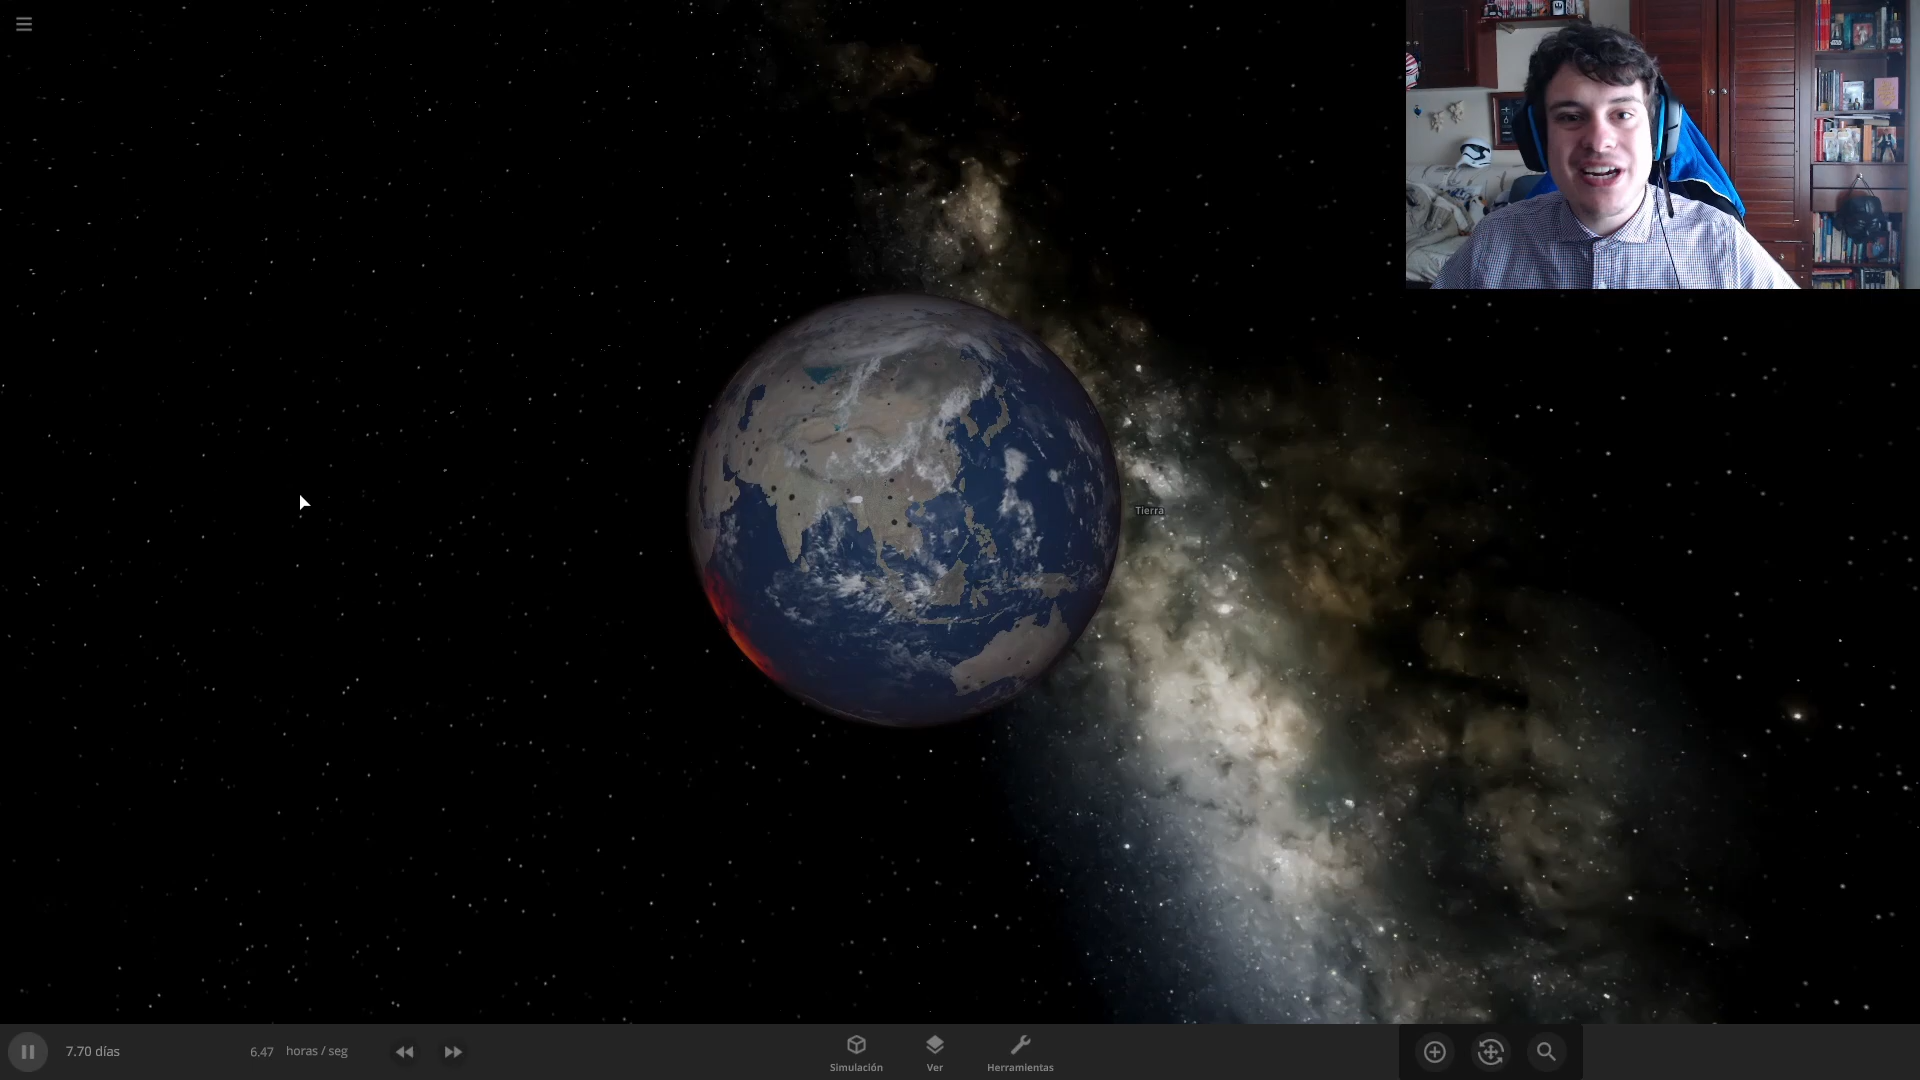 Tierra
7.70 días
6.47 horas / seg
Simulación
Ver
Herramientas